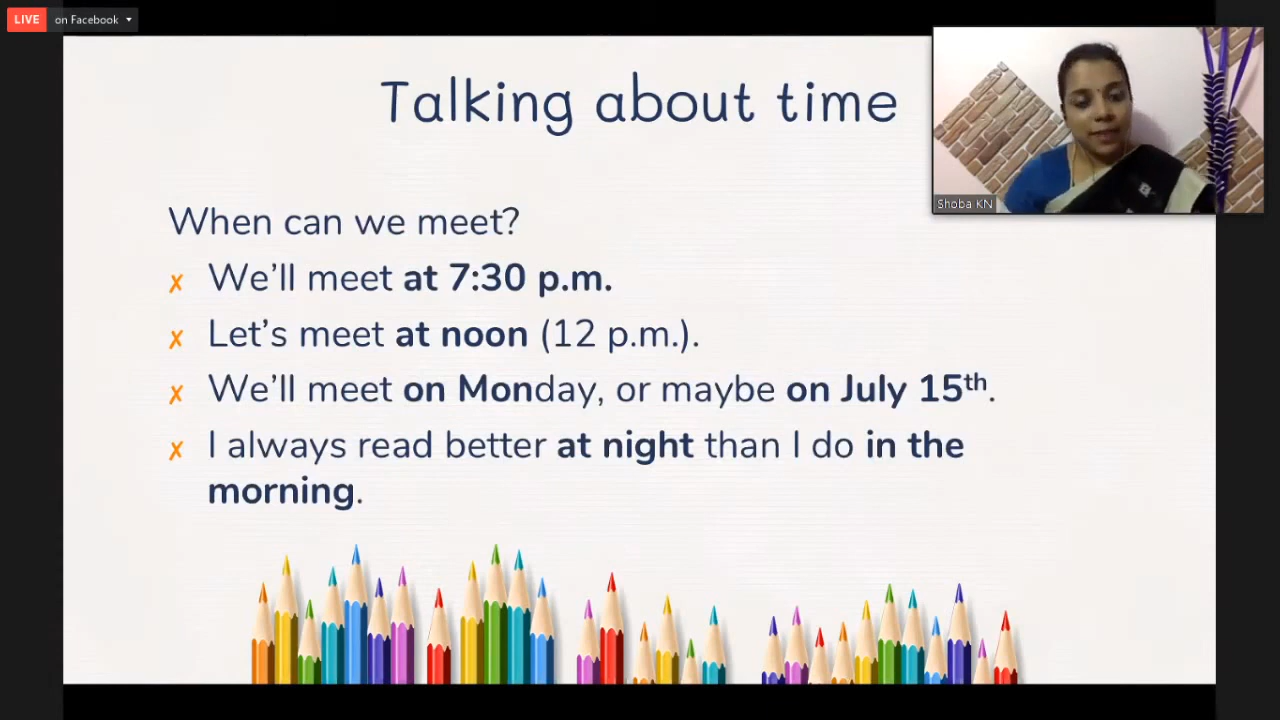 LIVE on Facebook
Talking about time
Shoba KN
When can we meet?
✗ We'll meet at 7:30 p.m.
✗ Let's meet at noon (12 p.m.).
✗ We'll meet on Monday, or maybe on July 15th.
✗ I always read better at night than I do in the
morning.